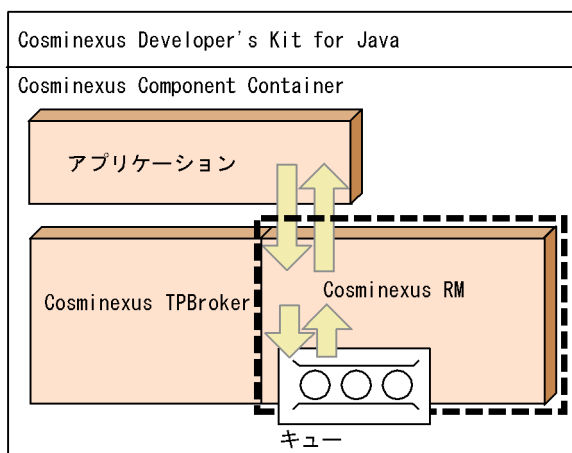 Cosminexus Developer's Kit for Java
Cosminexus Component Container
アプリケーション
Cosminexus TPBroker
Cosminexus RM
キュー